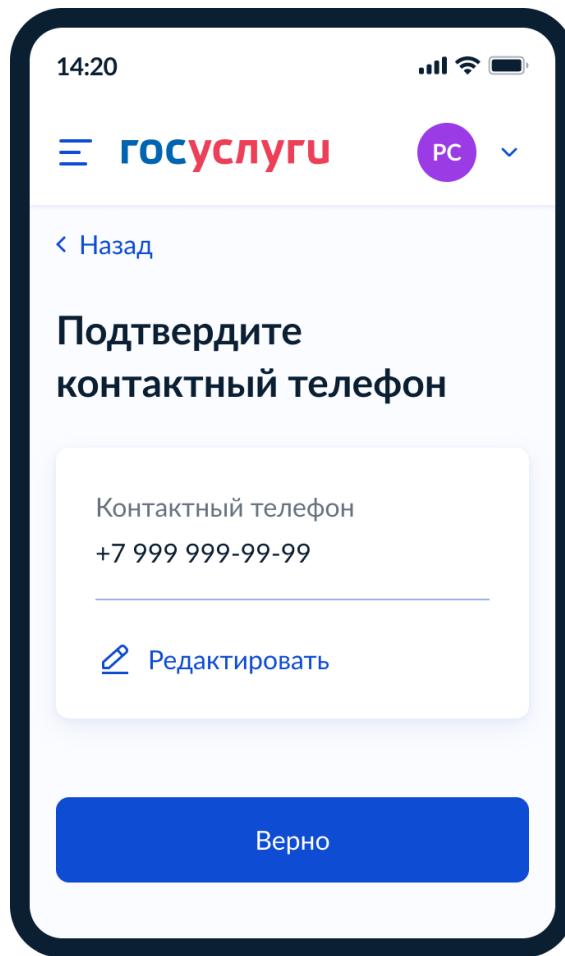 14:20
госуслуги
РС
Назад
Подтвердите
контактный телефон
Контактный телефон
+7 999 999-99-99
Редактировать
Верно